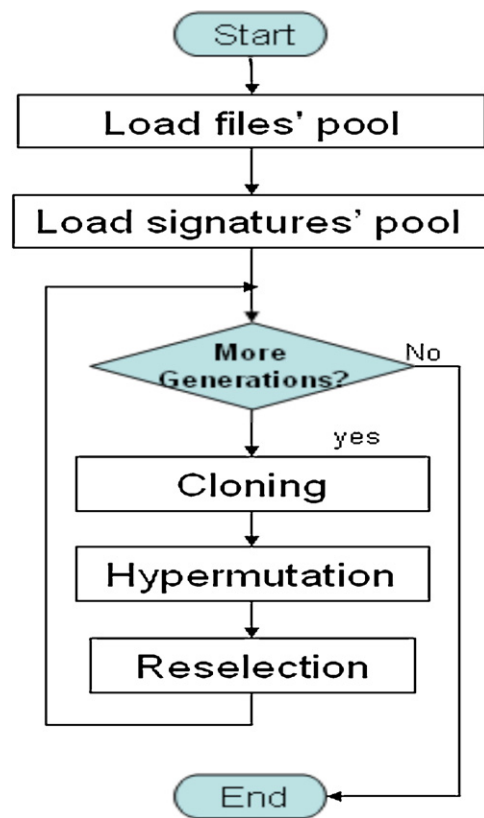 Start
Load files' pool
Load signatures’ pool
More
Generations?
No
yes
Cloning
Hypermutation
Reselection
End